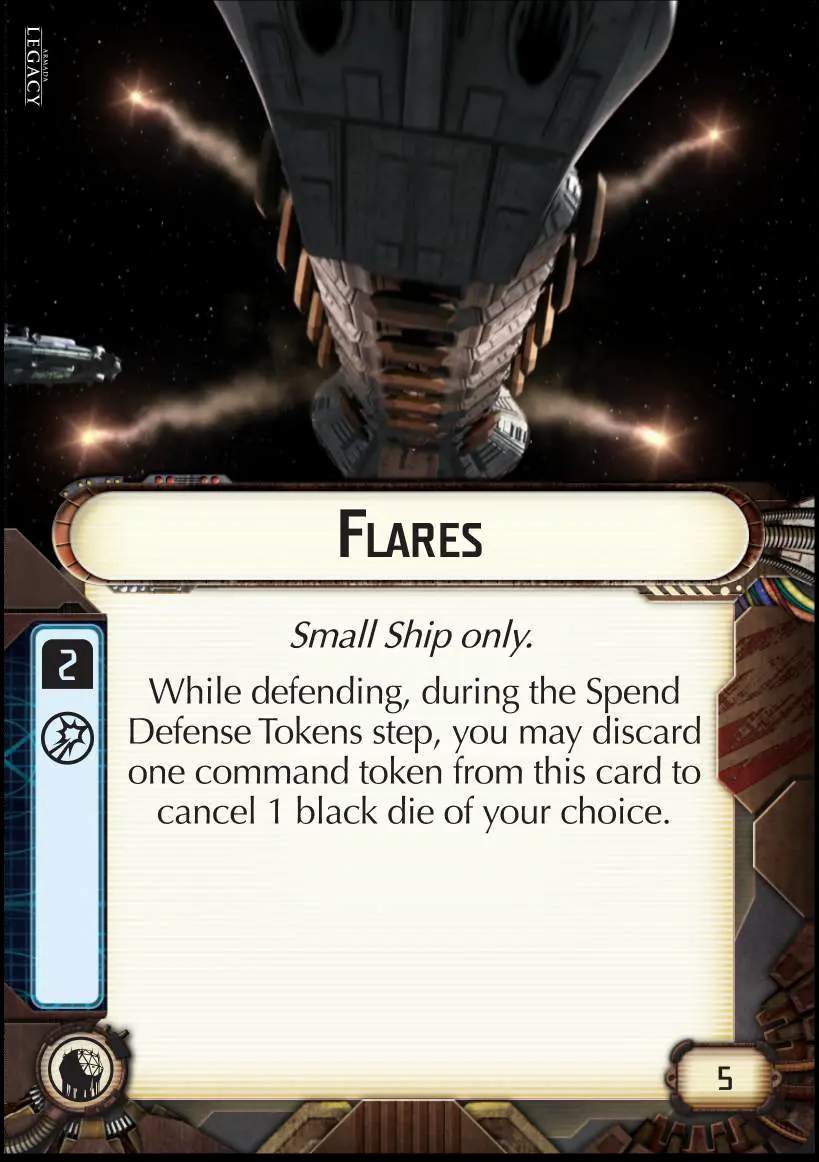 ARMADA
LEGACY
FLARES
2
Small Ship only.
While defending, during the Spend
Defense Tokens step, you may discard
one command token from this card to
cancel 1 black die of your choice.
5